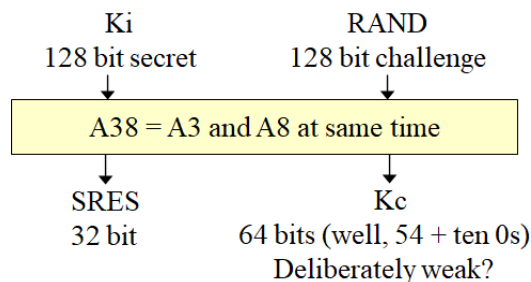 Ki
128 bit secret
RAND
128 bit challenge
A38 = A3 and A8 at same time
SRES
32 bit
Kc
64 bits (well, 54 + ten 0s)
Deliberately weak?